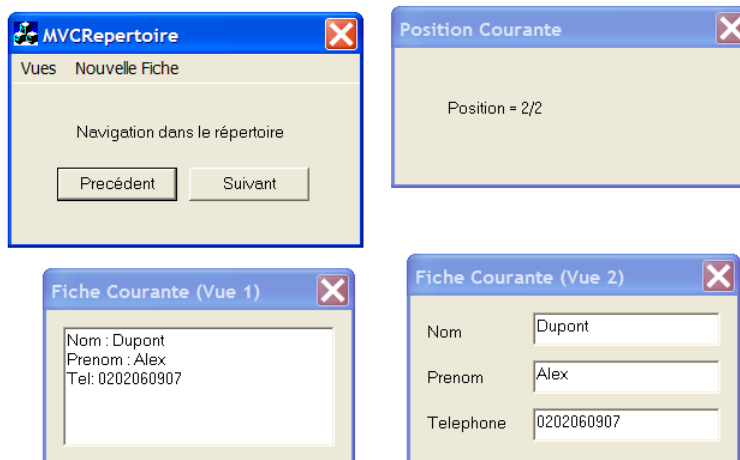 MVCRepertoire
Vues Nouvelle Fiche
Navigation dans le répertoire
Precédent Suivant
Position Courante
Position = 2/2
Fiche Courante (Vue 1)
Nom : Dupont
Prenom : Alex
Tel: 0202060907
Fiche Courante (Vue 2)
Nom Dupont
Prenom Alex
Telephone 0202060907